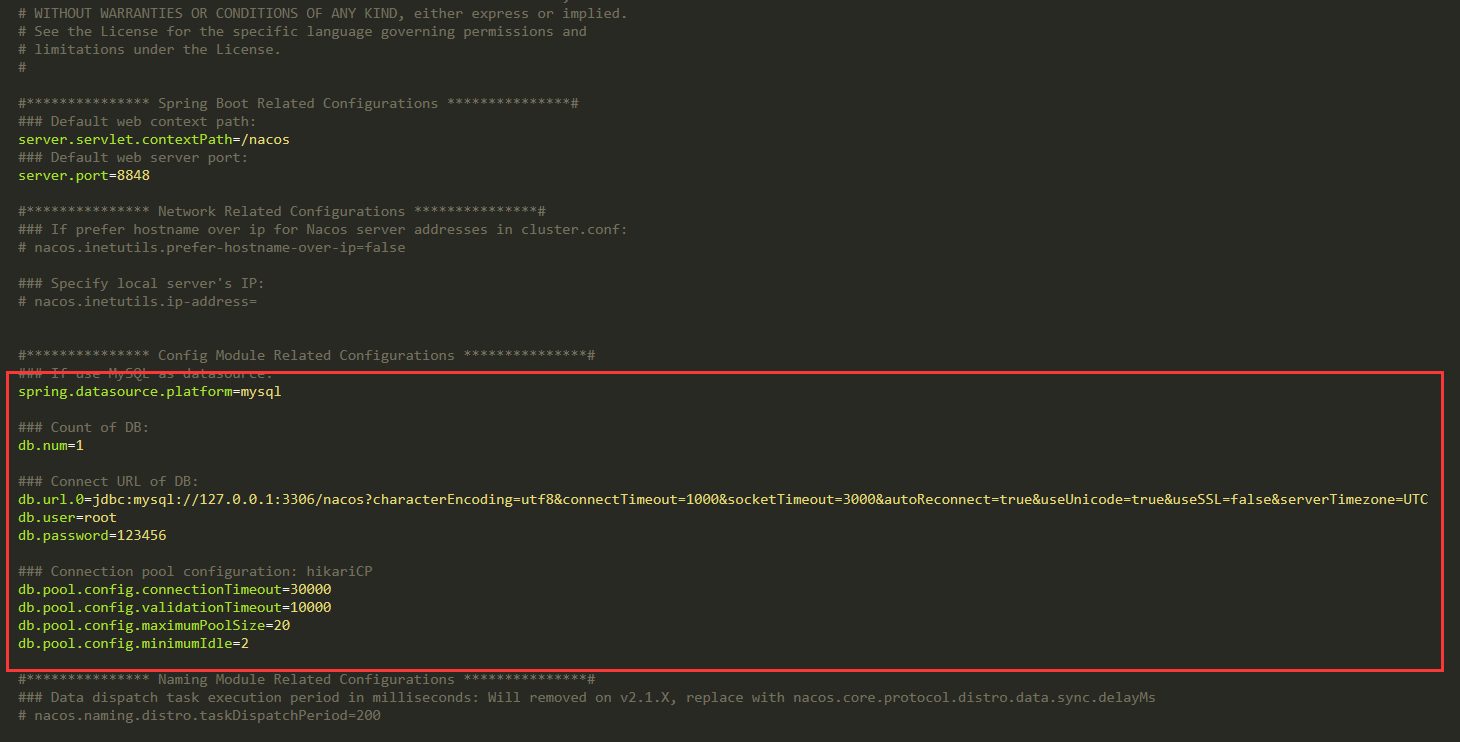 # WITHOUT WARRANTIES OR CONDITIONS OF ANY KIND, either express or implied.
# See the License for the specific language governing permissions and
# limitations under the License.
#
#*************** Spring Boot Related Configurations ***************#
### Default web context path:
server.servlet.contextPath=/nacos
### Default web server port:
server.port=8848
#*************** Network Related Configurations ***************#
### If prefer hostname over ip for Nacos server addresses in cluster.conf:
# nacos.inetutils.prefer-hostname-over-ip=false
### Specify local server's IP:
# nacos.inetutils.ip-address=
#*************** Config Module Related Configurations ***************#
### If use MySQL as datasource:
spring.datasource.platform=mysql
### Count of DB:
db.num=1
### Connect URL of DB:
db.url.0=jdbc:mysql://127.0.0.1:3306/nacos?characterEncoding=utf8&connectTimeout=1000&socketTimeout=3000&autoReconnect=true&useUnicode=true&useSSL=false&serverTimezone=UTC
db.user=root
db.password=123456
### Connection pool configuration: hikariCP
db.pool.config.connectionTimeout=30000
db.pool.config.validationTimeout=10000
db.pool.config.maximumPoolSize=20
db.pool.config.minimumIdle=2
#*************** Naming Module Related Configurations ***************#
### Data dispatch task execution period in milliseconds: Will removed on v2.1.X, replace with nacos.core.protocol.distro.data.sync.delayMs
# nacos.naming.distro.taskDispatchPeriod=200